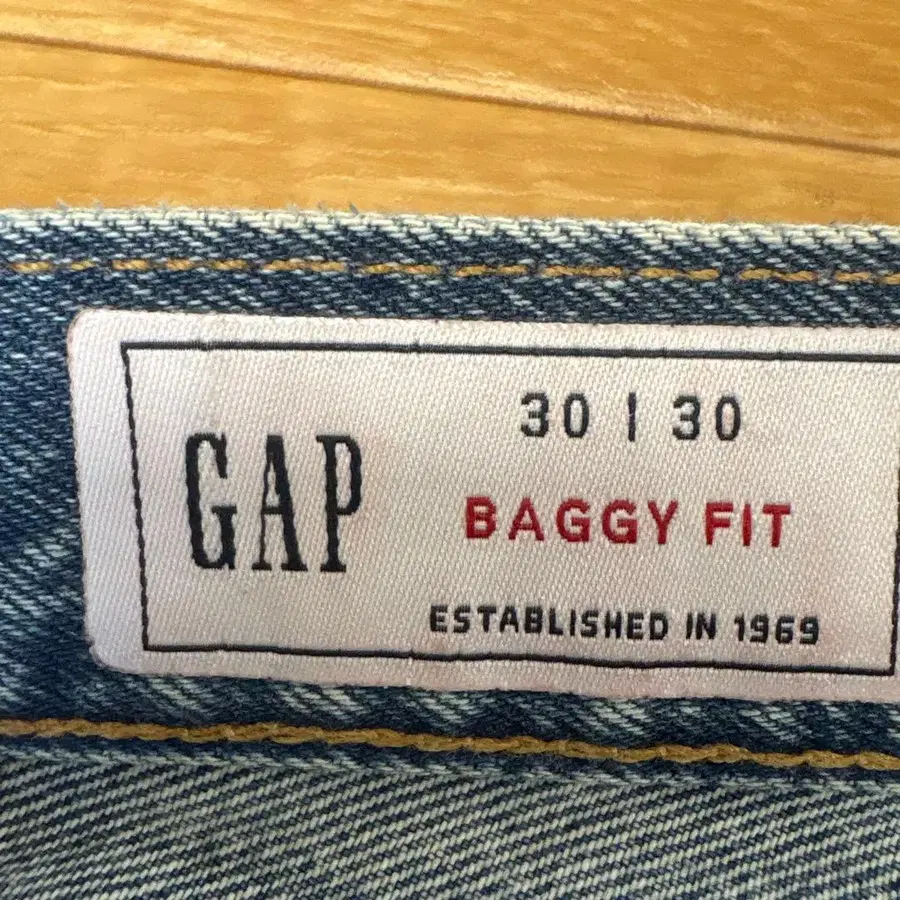 GAP
30 | 30
BAGGY FIT
ESTABLISHED IN 1969